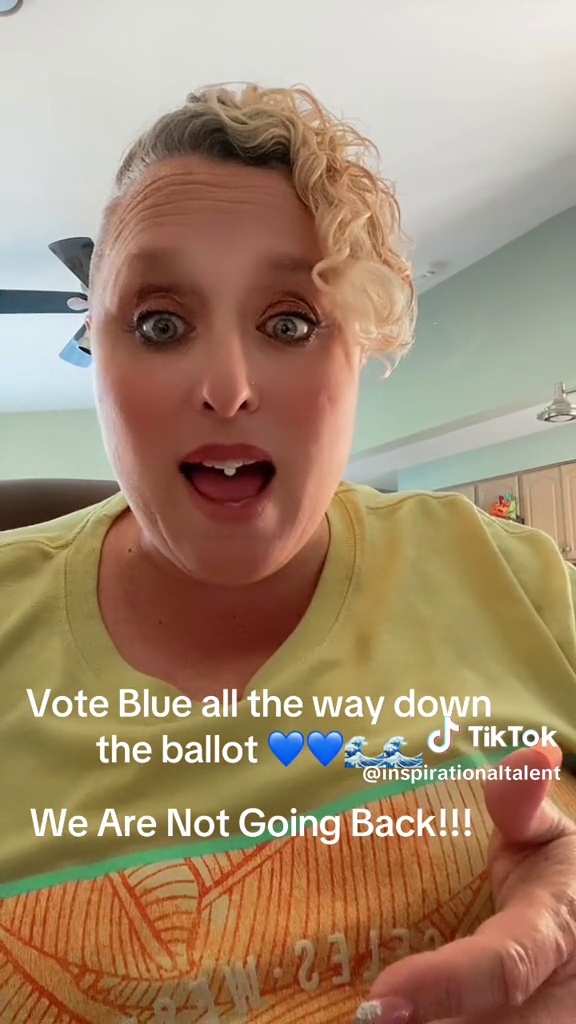 Vote Blue all the way down
the ballot 💙💙🌊🌊
TikTok
@inspirationaltalent
We Are Not Going Back!!!